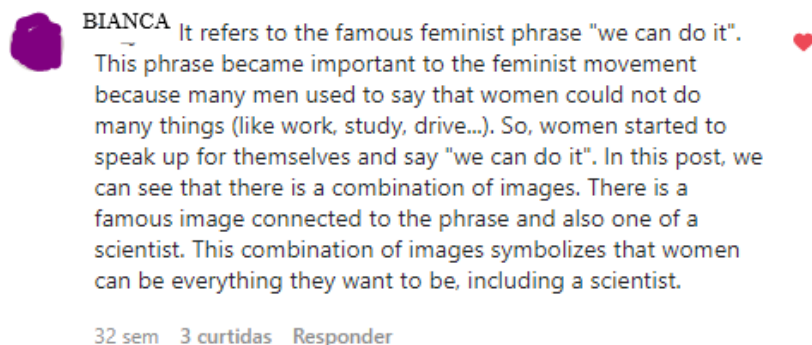 BIANCA It refers to the famous feminist phrase "we can do it".
This phrase became important to the feminist movement
because many men used to say that women could not do
many things (like work, study, drive...). So, women started to
speak up for themselves and say "we can do it". In this post, we
can see that there is a combination of images. There is a
famous image connected to the phrase and also one of a
scientist. This combination of images symbolizes that women
can be everything they want to be, including a scientist.
32 sem 3 curtidas Responder